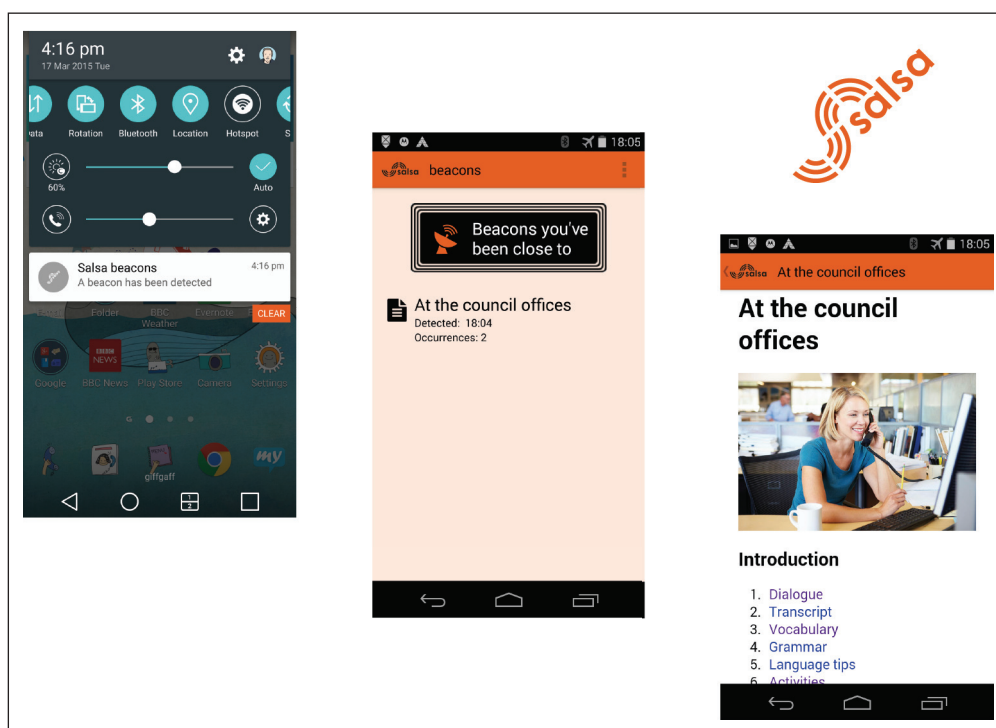 4:16 pm
17 Mar 2015 Tue
ata Rotation Bluetooth Location Hotspot S
60% Auto
Salsa beacons 4:16 pm
A beacon has been detected
CLEAR
Folder BBC Weather Evernote
BBC NEWS
Google BBC News Play Store Camera Settings
giffgaff
my
1
2
18:05
salsa beacons
Beacons you've
been close to
At the council offices
Detected: 18:04
Occurrences: 2
salsa
18:05
salsa At the council offices
At the council
offices
Introduction
1. Dialogue
2. Transcript
3. Vocabulary
4. Grammar
5. Language tips
6. Activities